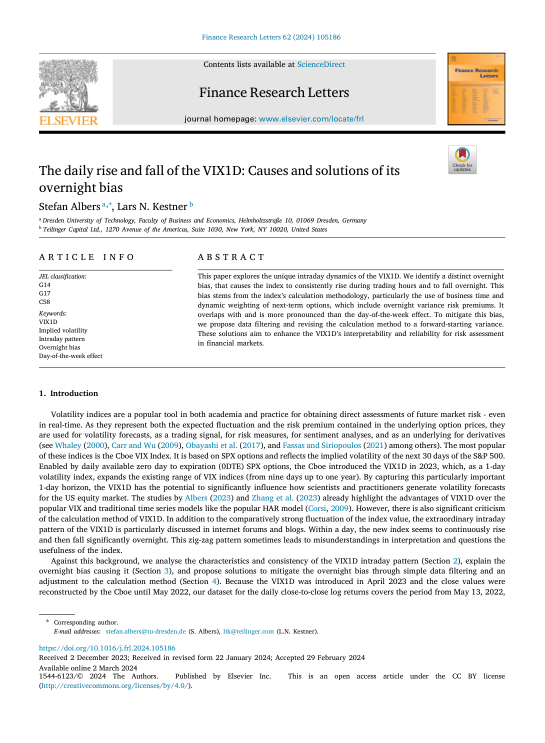 Finance Research Letters 62 (2024) 105186
Contents lists available at ScienceDirect
Finance Research Letters
journal homepage: www.elsevier.com/locate/frl
ELSEVIER
Finance Research
Letters
Check for
updates
The daily rise and fall of the VIX1D: Causes and solutions of its
overnight bias
Stefan Albers a,*, Lars N. Kestner b
a Dresden University of Technology, Faculty of Business and Economics, Helmholtzstraße 10, 01069 Dresden, Germany
b Teilinger Capital Ltd., 1270 Avenue of the Americas, Suite 1030, New York, NY 10020, United States
ARTICLE INFO
JEL classification:
G14
G17
C58
Keywords:
VIX1D
Implied volatility
Intraday pattern
Overnight bias
Day-of-the-week effect
ABSTRACT
This paper explores the unique intraday dynamics of the VIX1D. We identify a distinct overnight
bias, that causes the index to consistently rise during trading hours and to fall overnight. This
bias stems from the index's calculation methodology, particularly the use of business time and
dynamic weighting of next-term options, which include overnight variance risk premiums. It
overlaps with and is more pronounced than the day-of-the-week effect. To mitigate this bias,
we propose data filtering and revising the calculation method to a forward-starting variance.
These solutions aim to enhance the VIX1D's interpretability and reliability for risk assessment
in financial markets.
1. Introduction
Volatility indices are a popular tool in both academia and practice for obtaining direct assessments of future market risk - even
in real-time. As they represent both the expected fluctuation and the risk premium contained in the underlying option prices, they
are used for volatility forecasts, as a trading signal, for risk measures, for sentiment analyses, and as an underlying for derivatives
(see Whaley (2000), Carr and Wu (2009), Obayashi et al. (2017), and Fassas and Siriopoulos (2021) among others). The most popular
of these indices is the Cboe VIX Index. It is based on SPX options and reflects the implied volatility of the next 30 days of the S&P 500.
Enabled by daily available zero day to expiration (0DTE) SPX options, the Cboe introduced the VIX1D in 2023, which, as a 1-day
volatility index, expands the existing range of VIX indices (from nine days up to one year). By capturing this particularly important
1-day horizon, the VIX1D has the potential to significantly influence how scientists and practitioners generate volatility forecasts
for the US equity market. The studies by Albers (2023) and Zhang et al. (2023) already highlight the advantages of VIX1D over the
popular VIX and traditional time series models like the popular HAR model (Corsi, 2009). However, there is also significant criticism
of the calculation method of VIX1D. In addition to the comparatively strong fluctuation of the index value, the extraordinary intraday
pattern of the VIX1D is particularly discussed in internet forums and blogs. Within a day, the new index seems to continuously rise
and then fall significantly overnight. This zig-zag pattern sometimes leads to misunderstandings in interpretation and questions the
usefulness of the index.
Against this background, we analyse the characteristics and consistency of the VIX1D intraday pattern (Section 2), explain the
overnight bias causing it (Section 3), and propose solutions to mitigate the overnight bias through simple data filtering and an
adjustment to the calculation method (Section 4). Because the VIX1D was introduced in April 2023 and the close values were
reconstructed by the Cboe until May 2022, our dataset for the daily close-to-close log returns covers the period from May 13, 2022,
* Corresponding author.
E-mail addresses: stefan.albers@tu-dresden.de (S. Albers), ltk@teilinger.com (L.N. Kestner).
https://doi.org/10.1016/j.frl.2024.105186
Received 2 December 2023; Received in revised form 22 January 2024; Accepted 29 February 2024
Available online 2 March 2024
1544-6123/© 2024 The Authors. Published by Elsevier Inc. This is an open access article under the CC BY license
(http://creativecommons.org/licenses/by/4.0/).